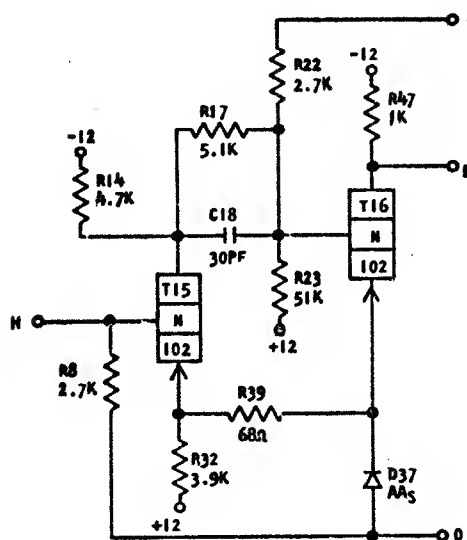 R22
2.7K
-12
R47
1K
R17
5.1K
-12
R14
4.7K
C18
30PF
T16
N
102
T15
N
102
R23
51K
+12
N
R8
2.7K
R39
68Ω
R32
3.9K
+12
D37
AAS